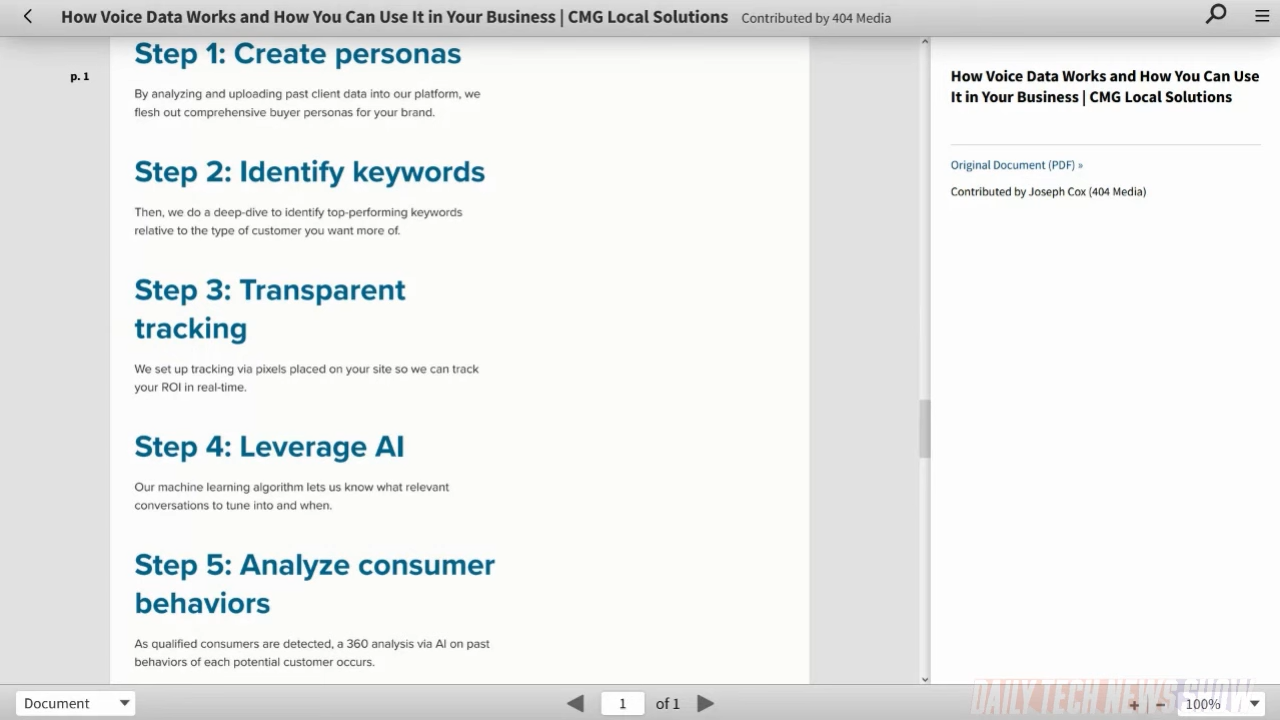 How Voice Data Works and How You Can Use It in Your Business | CMG Local Solutions Contributed by 404 Media
p. 1
Step 1: Create personas
By analyzing and uploading past client data into our platform, we
flesh out comprehensive buyer personas for your brand.
Step 2: Identify keywords
Then, we do a deep-dive to identify top-performing keywords
relative to the type of customer you want more of.
Step 3: Transparent
tracking
We set up tracking via pixels placed on your site so we can track
your ROI in real-time.
Step 4: Leverage AI
Our machine learning algorithm lets us know what relevant
conversations to tune into and when.
Step 5: Analyze consumer
behaviors
As qualified consumers are detected, a 360 analysis via AI on past
behaviors of each potential customer occurs.
How Voice Data Works and How You Can Use
It in Your Business | CMG Local Solutions
Original Document (PDF) »
Contributed by Joseph Cox (404 Media)
Document 1 of 1 + − 100%
DAILY TECH NEWS SHOW